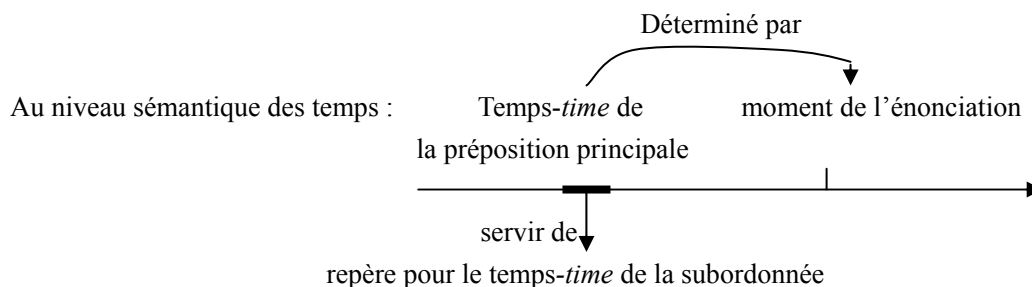 Déterminé par
Au niveau sémantique des temps : Temps-time de moment de l’énonciation
la préposition principale
servir de
repère pour le temps-time de la subordonnée